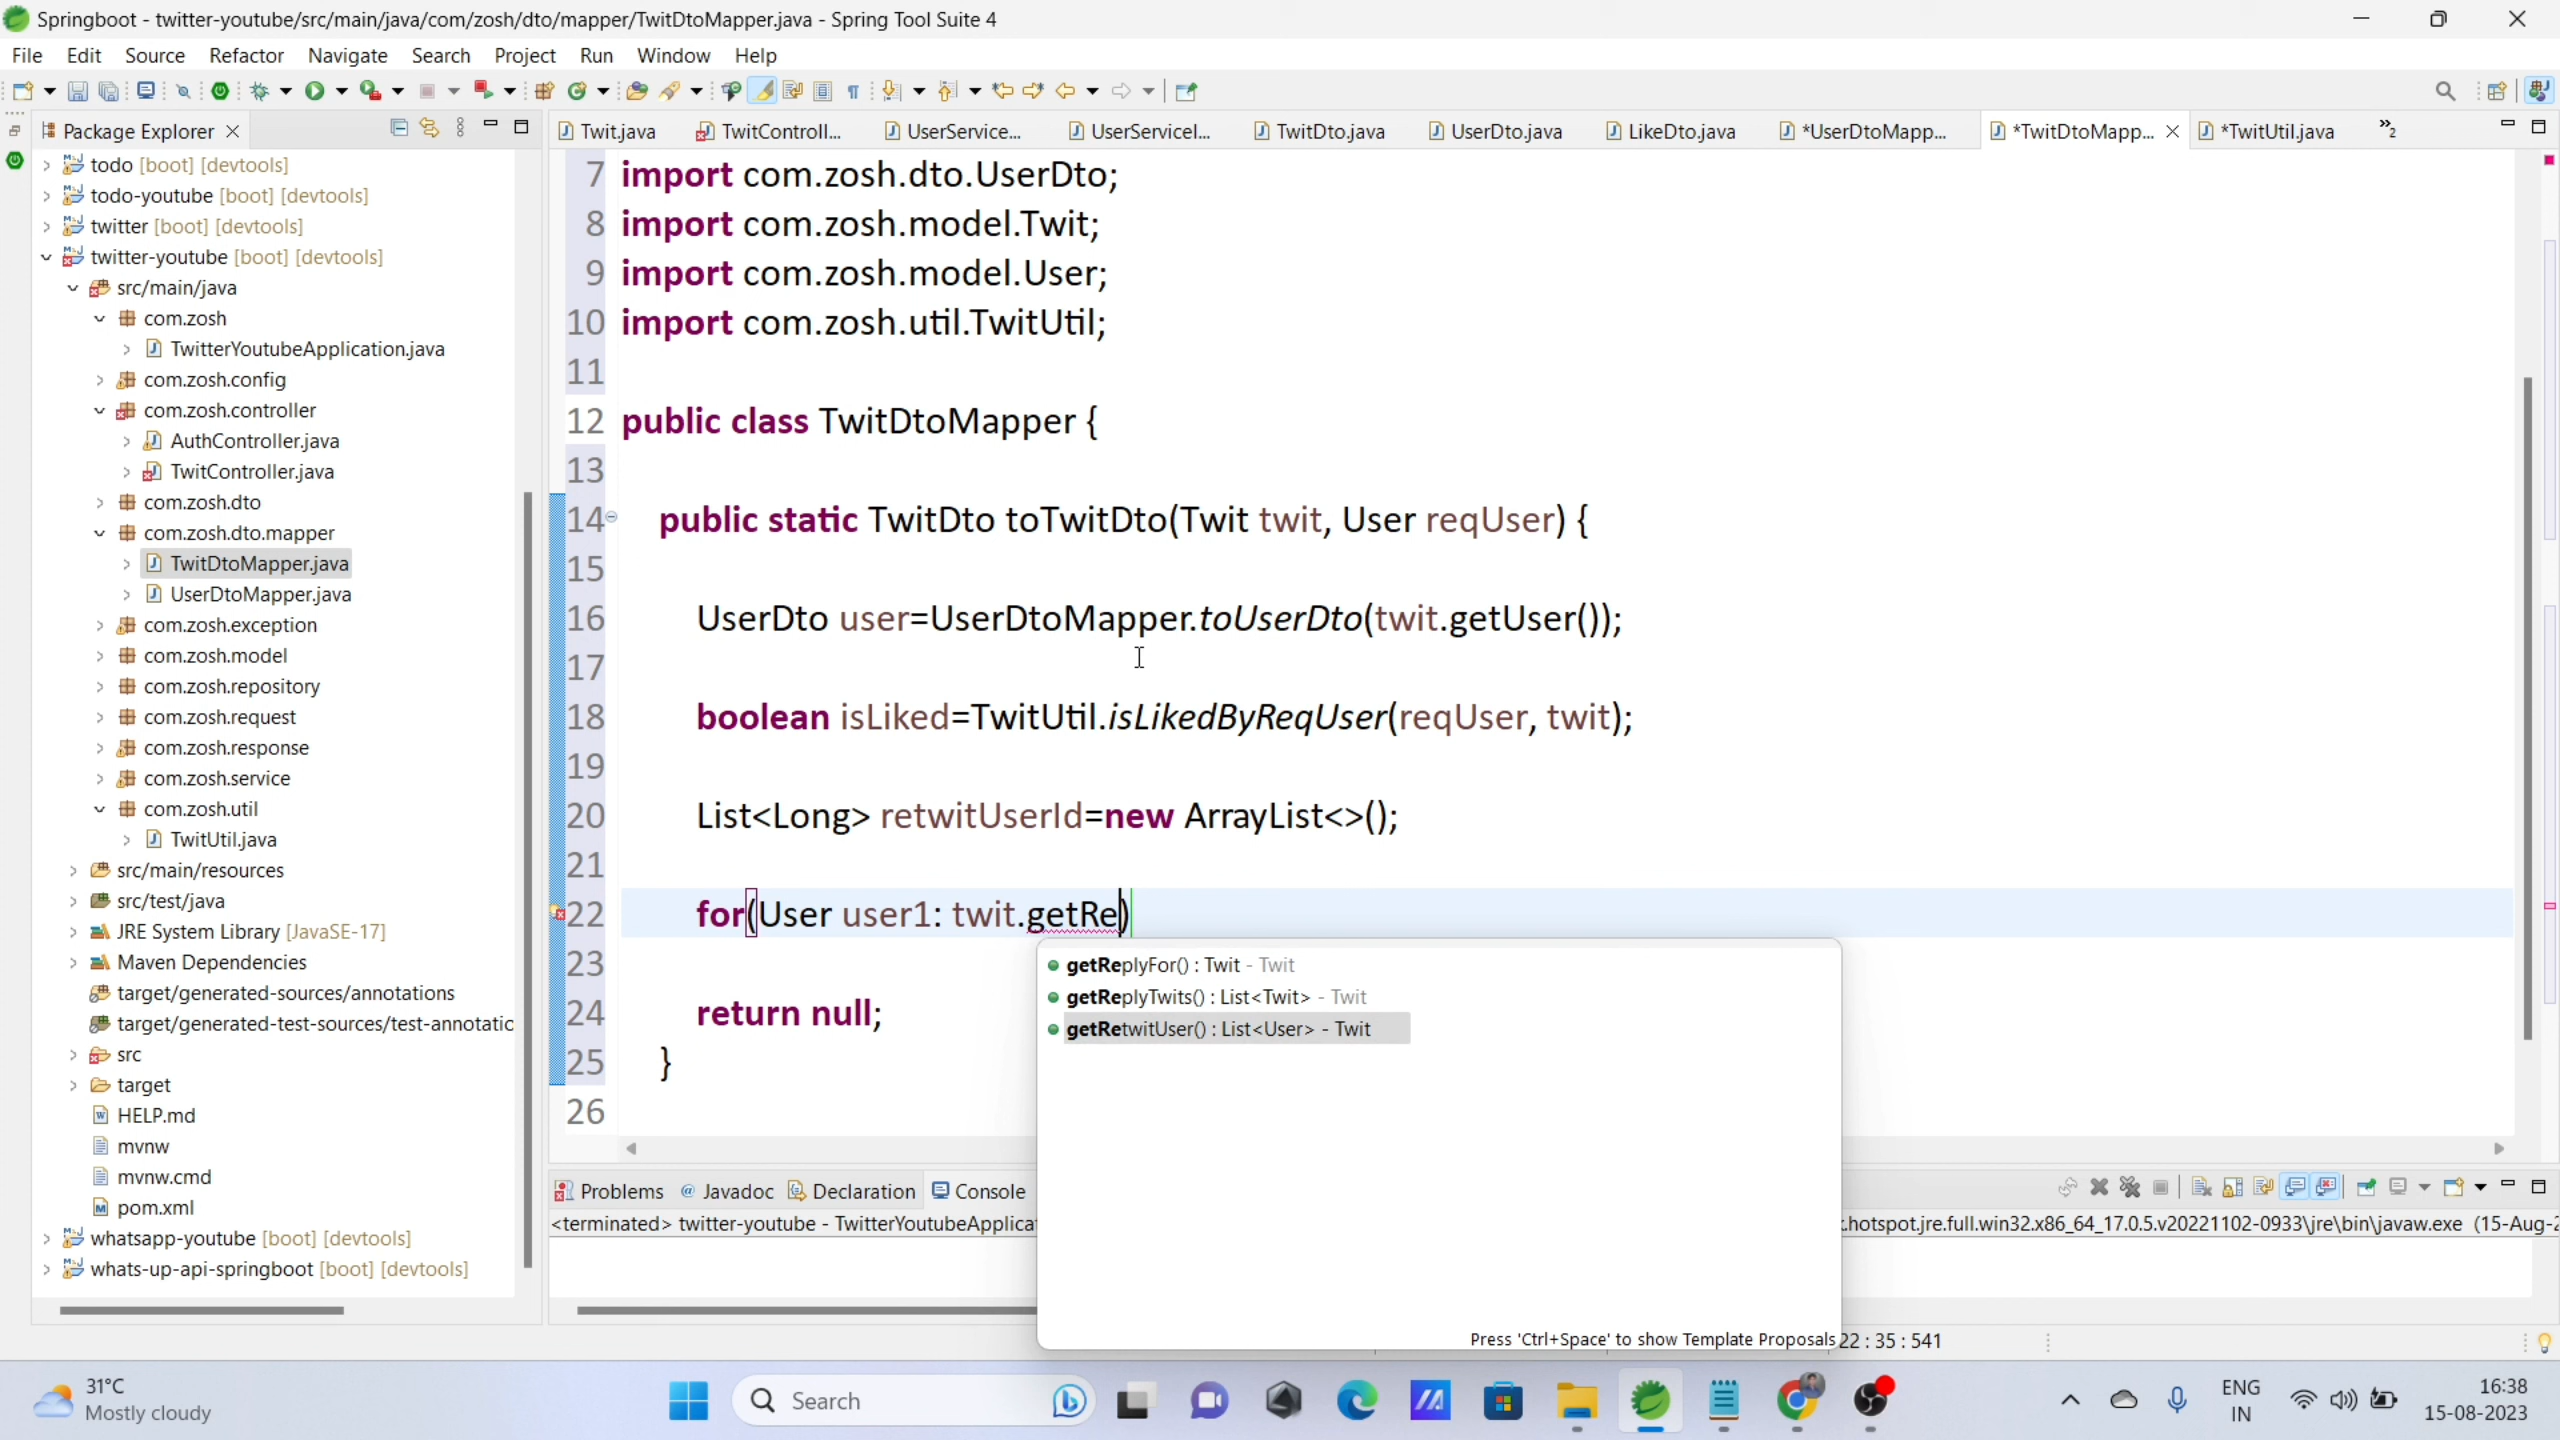 Springboot - twitter-youtube/src/main/java/com/zosh/dto/mapper/TwitDtoMapper.java - Spring Tool Suite 4
File Edit Source Refactor Navigate Search Project Run Window Help
Package Explorer
Twit.java TwitControll... UserService... UserServiceI... TwitDto.java UserDto.java LikeDto.java *UserDtoMapp... *TwitDtoMapp... *TwitUtil.java »2
todo [boot] [devtools]
todo-youtube [boot] [devtools]
twitter [boot] [devtools]
twitter-youtube [boot] [devtools]
src/main/java
com.zosh
TwitterYoutubeApplication.java
com.zosh.config
com.zosh.controller
AuthController.java
TwitController.java
com.zosh.dto
com.zosh.dto.mapper
TwitDtoMapper.java
UserDtoMapper.java
com.zosh.exception
com.zosh.model
com.zosh.repository
com.zosh.request
com.zosh.response
com.zosh.service
com.zosh.util
TwitUtil.java
src/main/resources
src/test/java
JRE System Library [JavaSE-17]
Maven Dependencies
target/generated-sources/annotations
target/generated-test-sources/test-annotatio
src
target
HELP.md
mvnw
mvnw.cmd
pom.xml
whatsapp-youtube [boot] [devtools]
whats-up-api-springboot [boot] [devtools]
7 import com.zosh.dto.UserDto;
8 import com.zosh.model.Twit;
9 import com.zosh.model.User;
10 import com.zosh.util.TwitUtil;
11
12 public class TwitDtoMapper {
13
14 public static TwitDto toTwitDto(Twit twit, User reqUser) {
15
16 UserDto user=UserDtoMapper.toUserDto(twit.getUser());
17
18 boolean isLiked=TwitUtil.isLikedByReqUser(reqUser, twit);
19
20 List<Long> retwitUserId=new ArrayList<>();
21
22 for(User user1: twit.getRe)
23
24 return null;
25 }
26
getReplyFor() : Twit - Twit
getReplyTwits() : List<Twit> - Twit
getRetwitUser() : List<User> - Twit
Press 'Ctrl+Space' to show Template Proposals
Problems Javadoc Declaration Console
<terminated> twitter-youtube - TwitterYoutubeApplica .hotspot.jre.full.win32.x86_64_17.0.5.v20221102-0933\jre\bin\javaw.exe (15-Aug-2
22 : 35 : 541
31°C
Mostly cloudy
Search
ENG
IN
16:38
15-08-2023